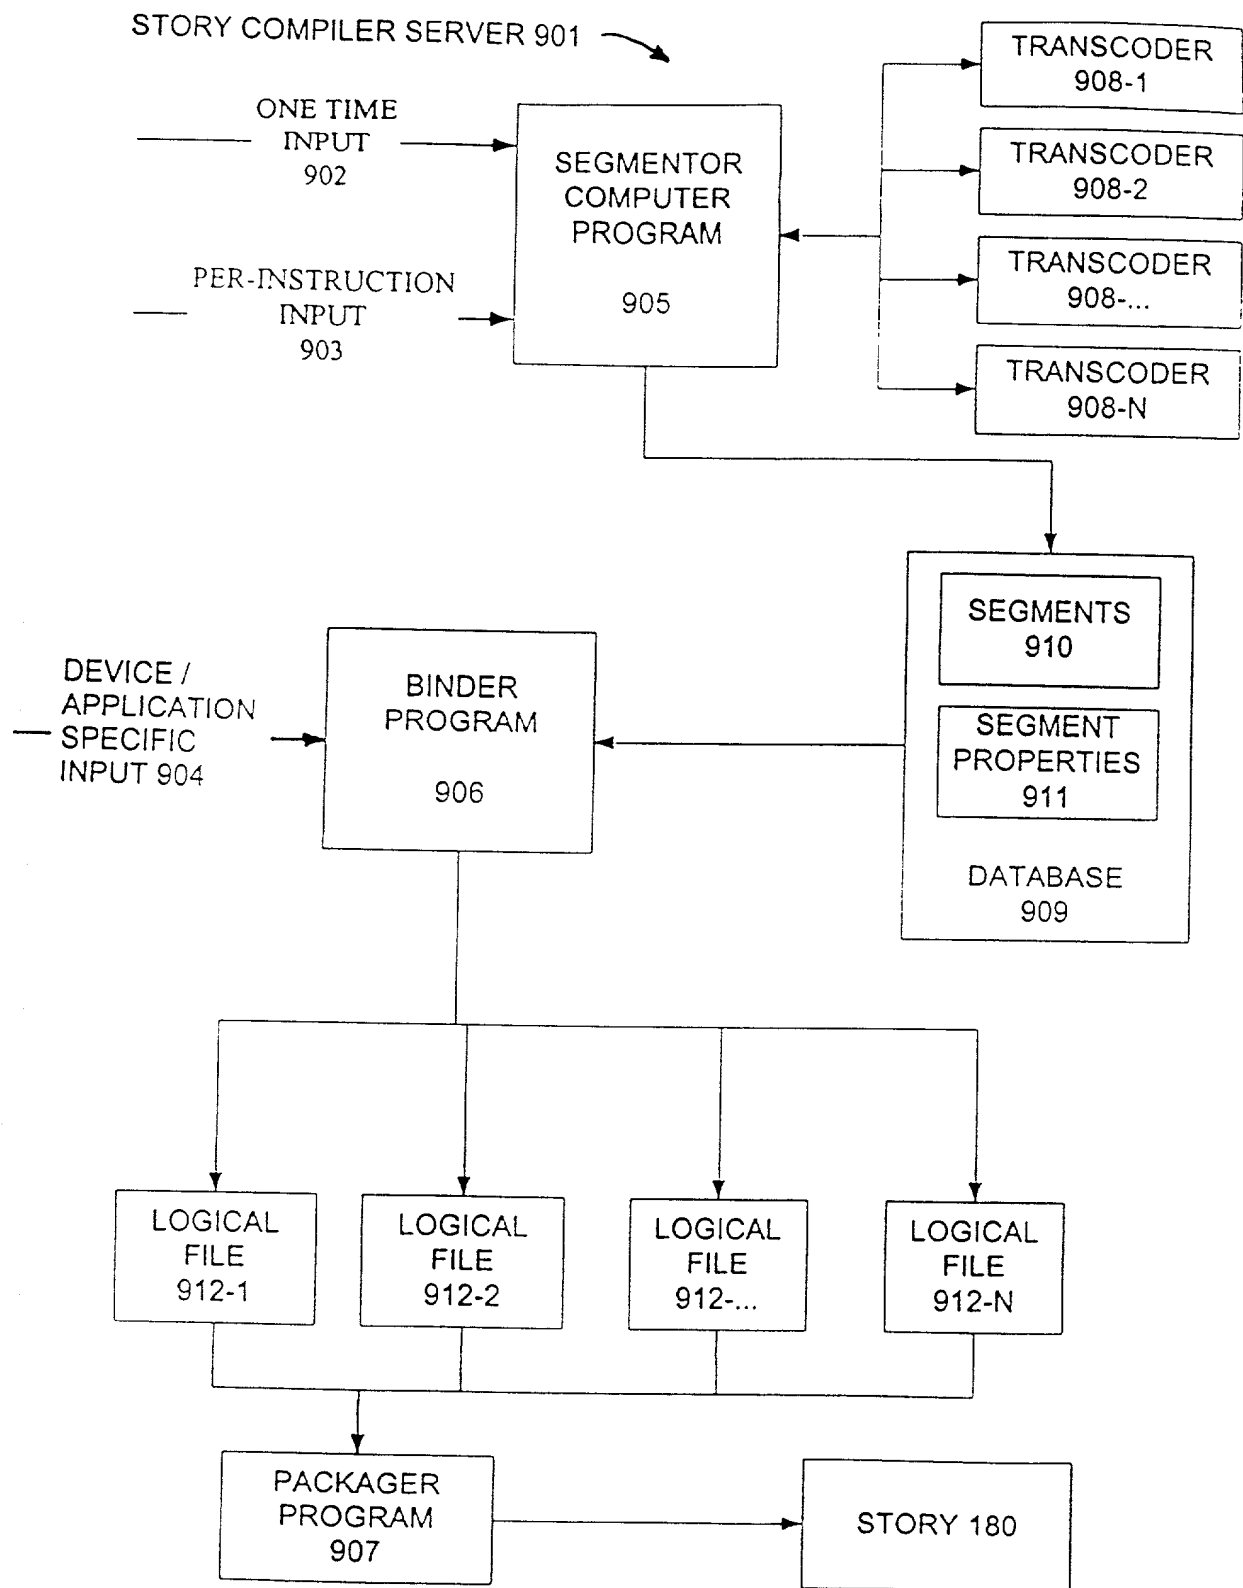 STORY COMPILER SERVER 901
ONE TIME
INPUT
902
PER-INSTRUCTION
INPUT
903
SEGMENTOR
COMPUTER
PROGRAM
905
TRANSCODER
908-1
TRANSCODER
908-2
TRANSCODER
908-...
TRANSCODER
908-N
SEGMENTS
910
SEGMENT
PROPERTIES
911
DATABASE
909
DEVICE /
APPLICATION
SPECIFIC
INPUT 904
BINDER
PROGRAM
906
LOGICAL
FILE
912-1
LOGICAL
FILE
912-2
LOGICAL
FILE
912-...
LOGICAL
FILE
912-N
PACKAGER
PROGRAM
907
STORY 180